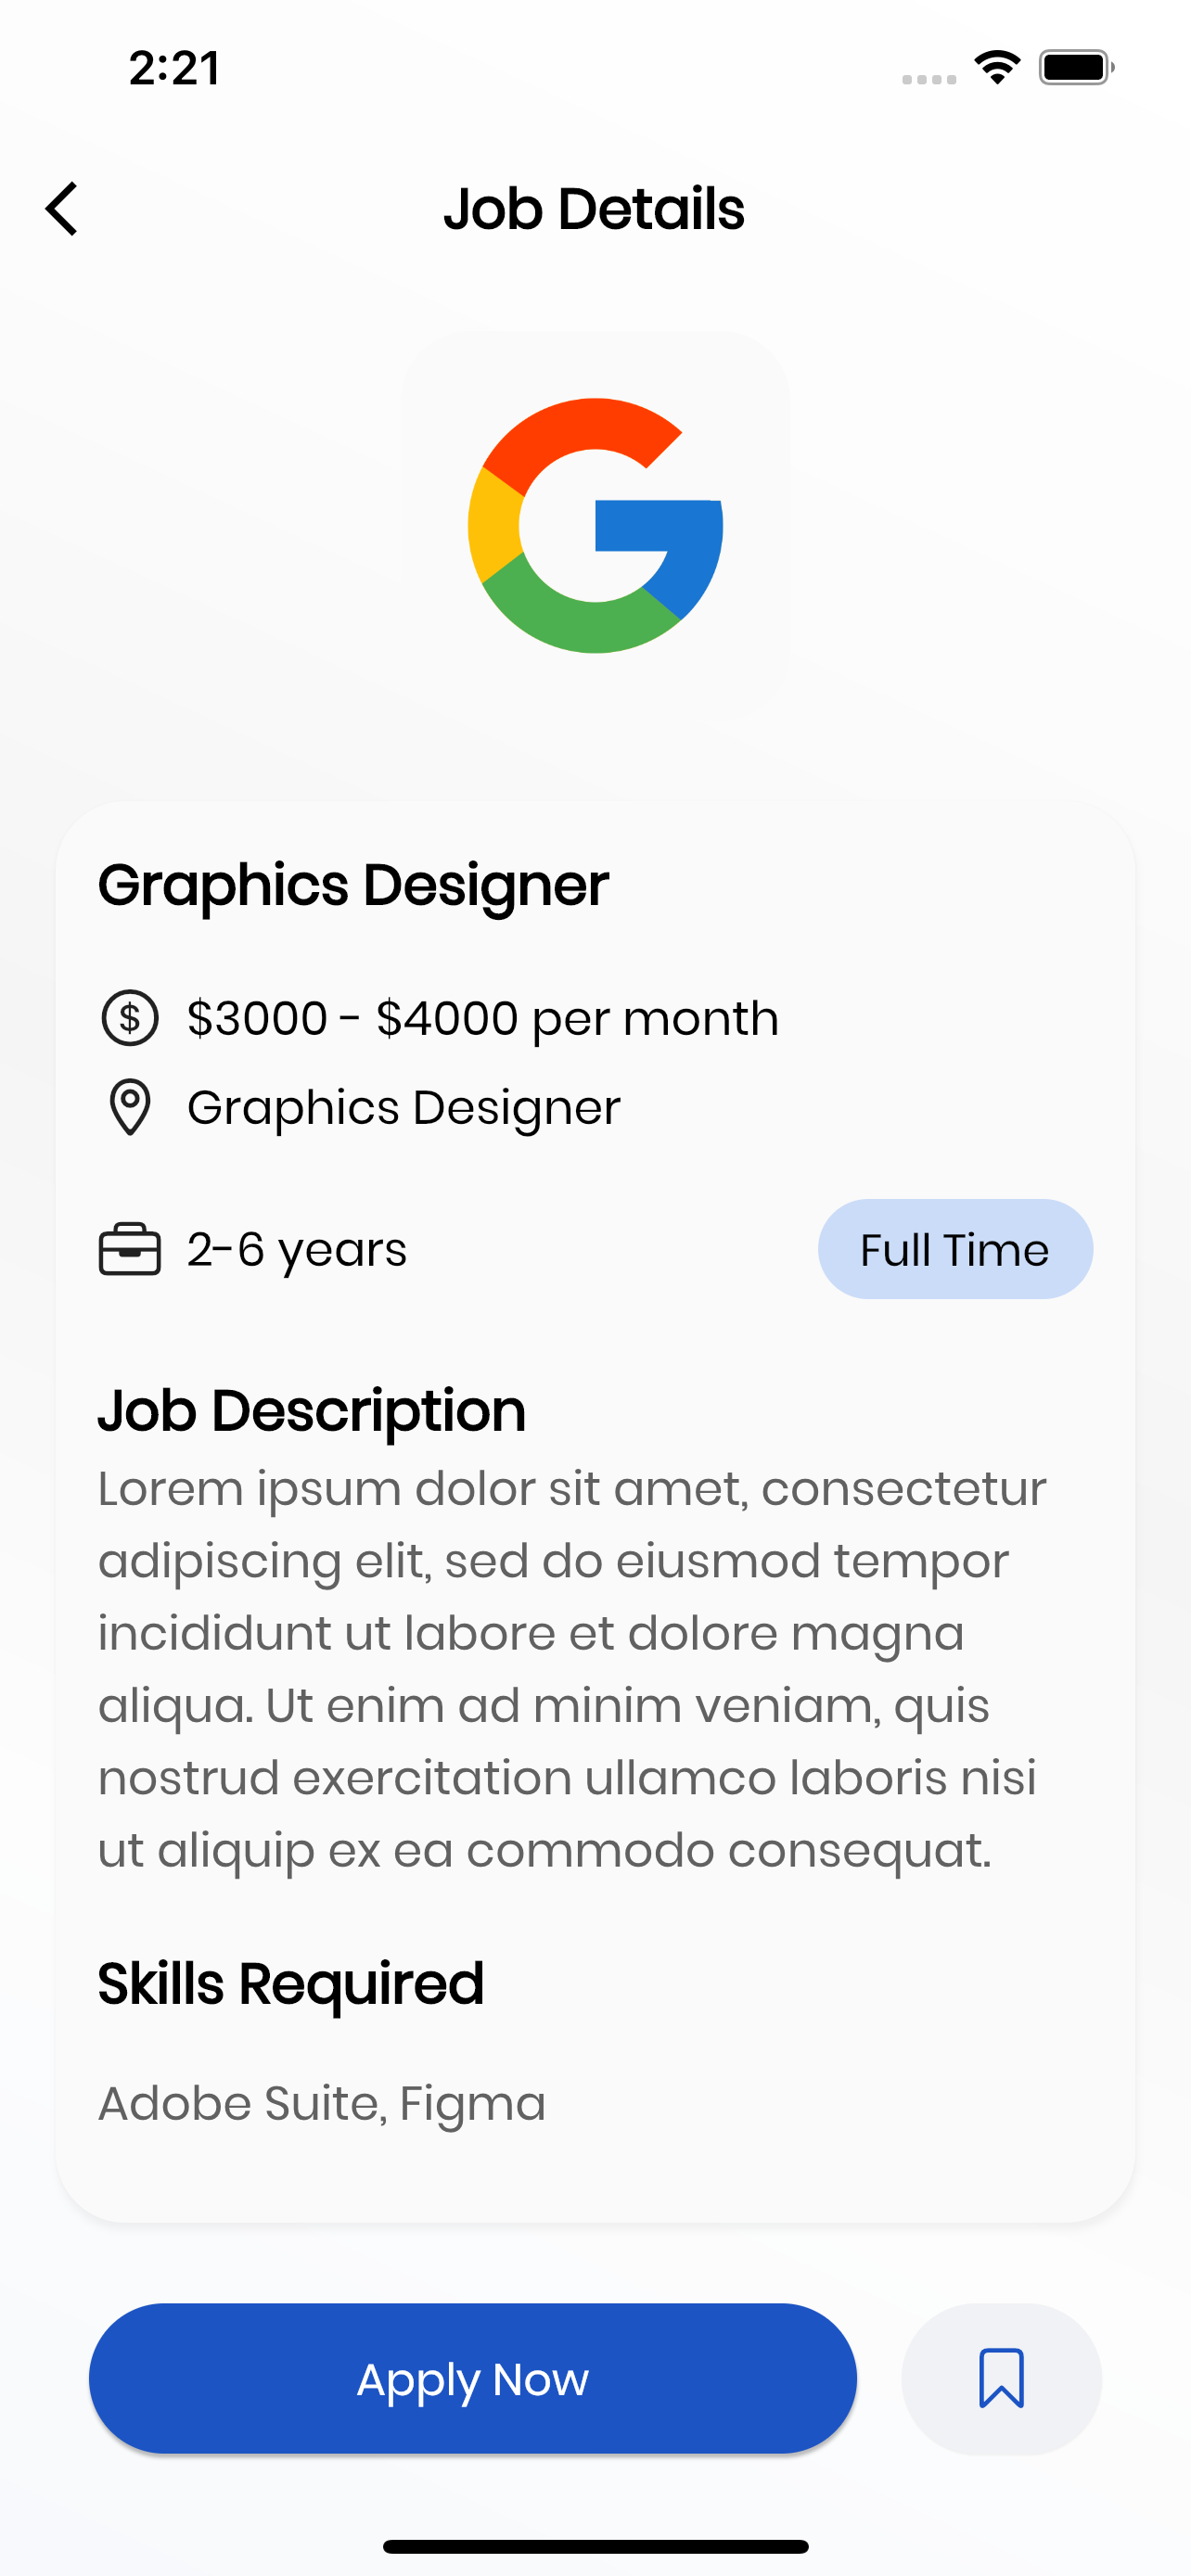 2:21
Job Details
Graphics Designer
$3000 - $4000 per month
Graphics Designer
2-6 years
Full Time
Job Description
Lorem ipsum dolor sit amet, consectetur
adipiscing elit, sed do eiusmod tempor
incididunt ut labore et dolore magna
aliqua. Ut enim ad minim veniam, quis
nostrud exercitation ullamco laboris nisi
ut aliquip ex ea commodo consequat.
Skills Required
Adobe Suite, Figma
Apply Now